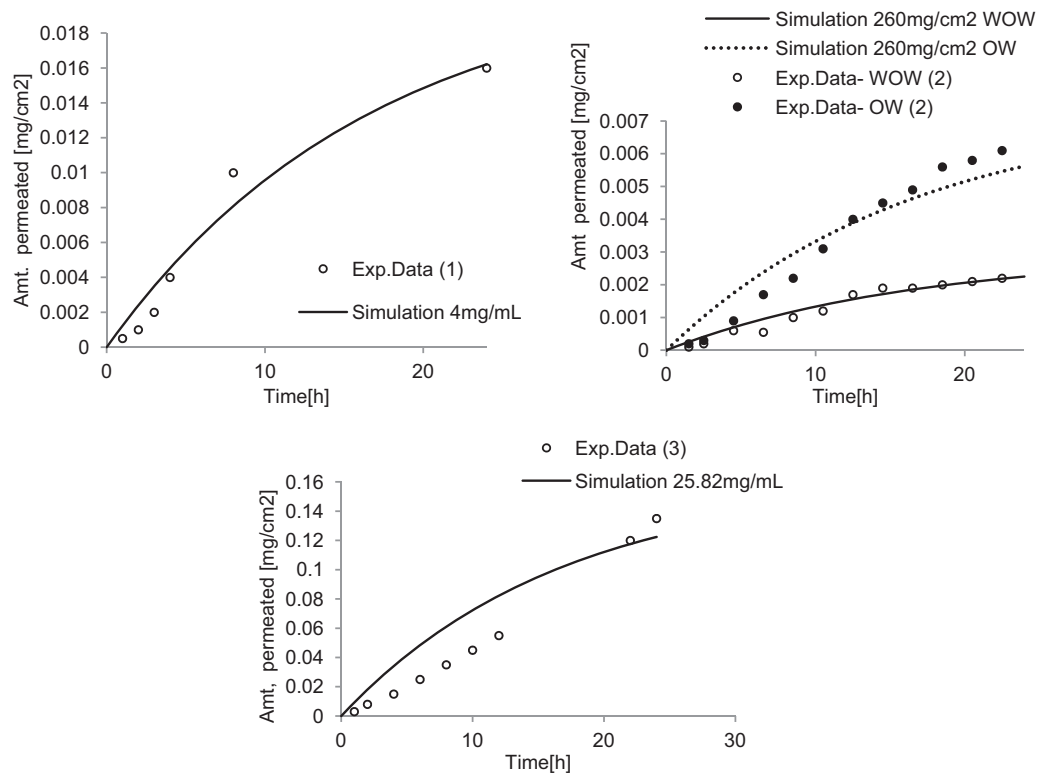 0.018
0.016
0.014
0.012
0.01
0.008
0.006
0.004
0.002
0
Amt. permeated [mg/cm2]
0
10
20
Time[h]
Exp.Data (1)
Simulation 4mg/mL
Simulation 260mg/cm2 WOW
Simulation 260mg/cm2 OW
Exp.Data- WOW (2)
Exp.Data- OW (2)
0.007
0.006
0.005
0.004
0.003
0.002
0.001
0
Amt permeated [mg/cm2]
0
10
20
Time[h]
Exp.Data (3)
Simulation 25.82mg/mL
0.16
0.14
0.12
0.1
0.08
0.06
0.04
0.02
0
Amt, permeated [mg/cm2]
0
10
20
30
Time[h]